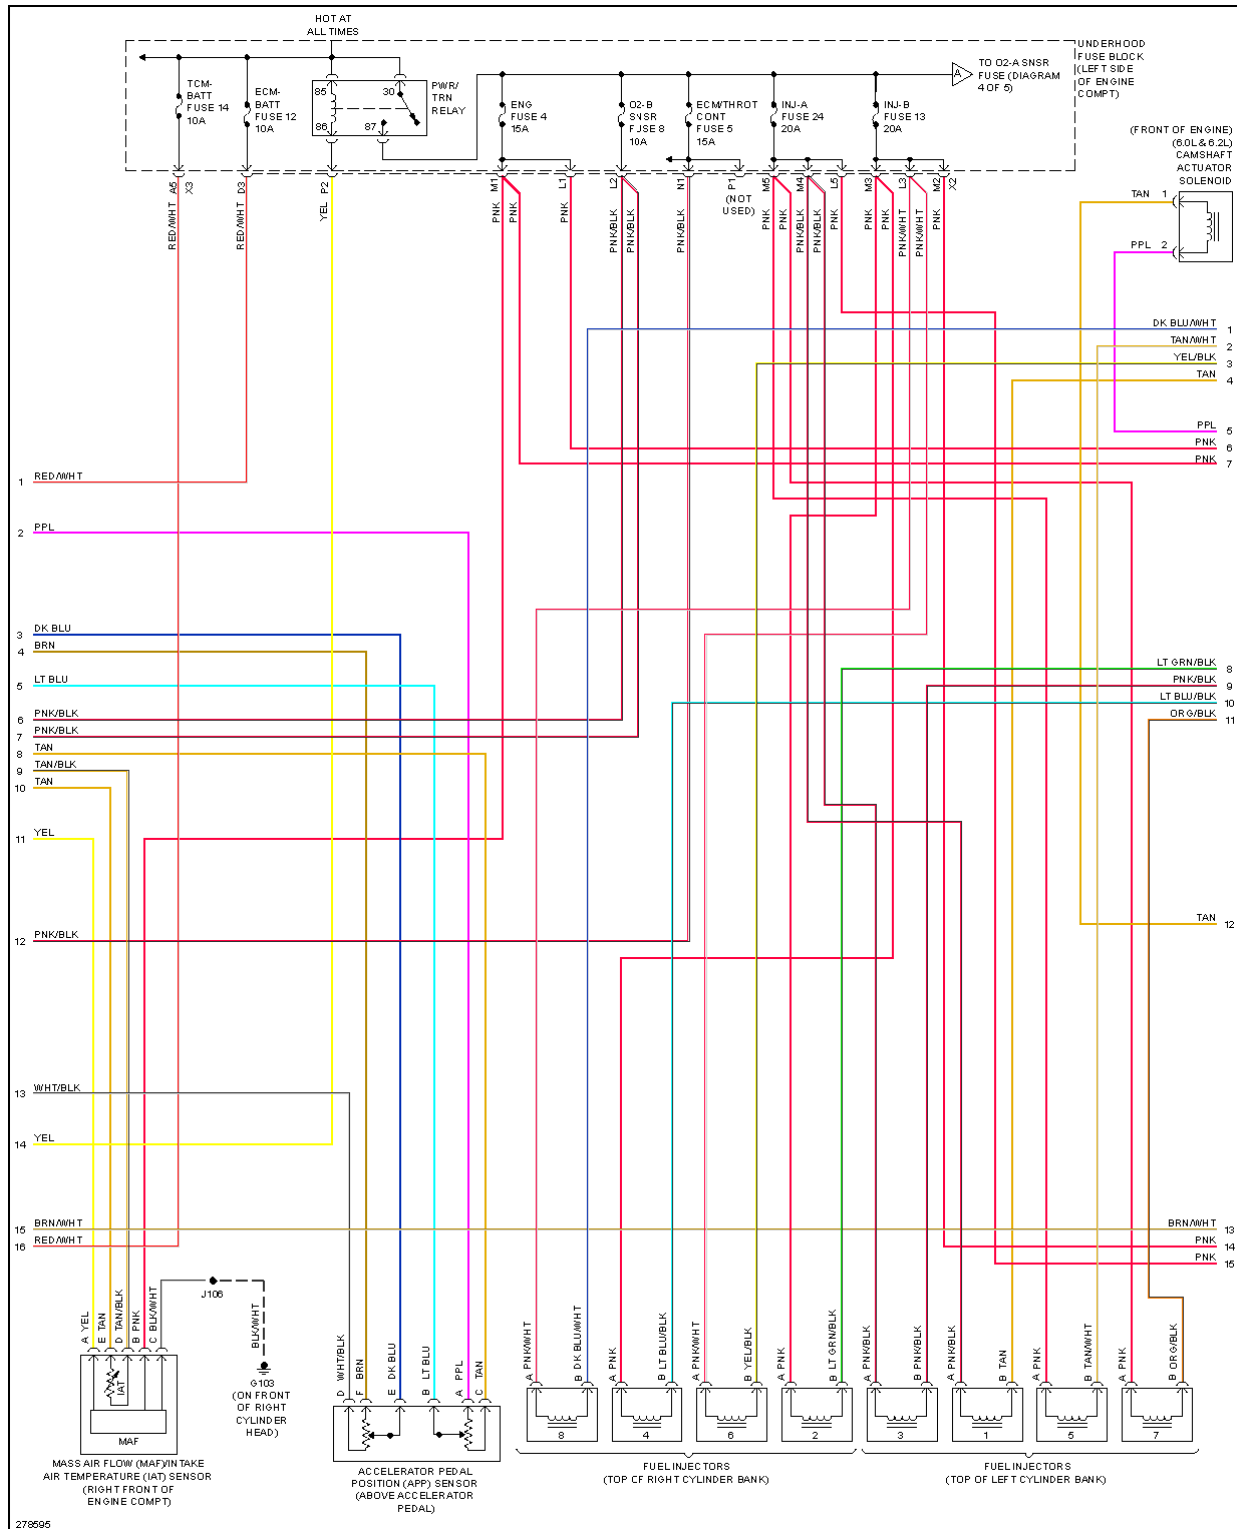 HOT AT
ALL TIMES
UNDERHOOD
FUSE BLOCK
(LEFT SIDE
OF ENGINE
COMPT)
TCM-
BATT
FUSE 14
10A
ECM-
BATT
FUSE 12
10A
85
30
86
87
PWR/
TRN
RELAY
ENG
FUSE 4
15A
O2-B
SNSR
FUSE 8
10A
ECM/THROT
CONT
FUSE 5
15A
INJ-A
FUSE 24
20A
INJ-B
FUSE 13
20A
A
TO O2-A SNSR
FUSE (DIAGRAM
4 OF 5)
(FRONT OF ENGINE)
(6.0L & 6.2L)
CAMSHAFT
ACTUATOR
SOLENOID
TAN 1
PPL 2
A5 X3 D3 P2 M1 L1 L2 N1 P1 M5 M4 L5 M3 L3 M2 X2
(NOT
USED)
RED/WHT RED/WHT YEL PNK PNK PNK PNK/BLK PNK/BLK PNK/BLK PNK PNK PNK/BLK PNK/BLK PNK PNK PNK PNK/WHT PNK/WHT PNK
DK BLU/WHT 1
TAN/WHT 2
YEL/BLK 3
TAN 4
PPL 5
PNK 6
PNK 7
LT GRN/BLK 8
PNK/BLK 9
LT BLU/BLK 10
ORG/BLK 11
TAN 12
BRN/WHT 13
PNK 14
PNK 15
1 RED/WHT
2 PPL
3 DK BLU
4 BRN
5 LT BLU
6 PNK/BLK
7 PNK/BLK
8 TAN
9 TAN/BLK
10 TAN
11 YEL
12 PNK/BLK
13 WHT/BLK
14 YEL
15 BRN/WHT
16 RED/WHT
A YEL
E TAN
D TAN/BLK
B PNK
C BLK/WHT
J106
BLK/WHT
G103
(ON FRONT
OF RIGHT
CYLINDER
HEAD)
IAT
MAF
MASS AIR FLOW (MAF)/INTAKE
AIR TEMPERATURE (IAT) SENSOR
(RIGHT FRONT OF
ENGINE COMPT)
D WHT/BLK
F BRN
E DK BLU
B LT BLU
A PPL
C TAN
ACCELERATOR PEDAL
POSITION (APP) SENSOR
(ABOVE ACCELERATOR
PEDAL)
A PNK/WHT
B DK BLU/WHT
A PNK
B LT BLU/BLK
A PNK/WHT
B YEL/BLK
A PNK
B LT GRN/BLK
A PNK/BLK
B PNK/BLK
A PNK/BLK
B TAN
A PNK
B TAN/WHT
A PNK
B ORG/BLK
8 4 6 2 3 1 5 7
FUEL INJECTORS
(TOP OF RIGHT CYLINDER BANK)
FUEL INJECTORS
(TOP OF LEFT CYLINDER BANK)
278595